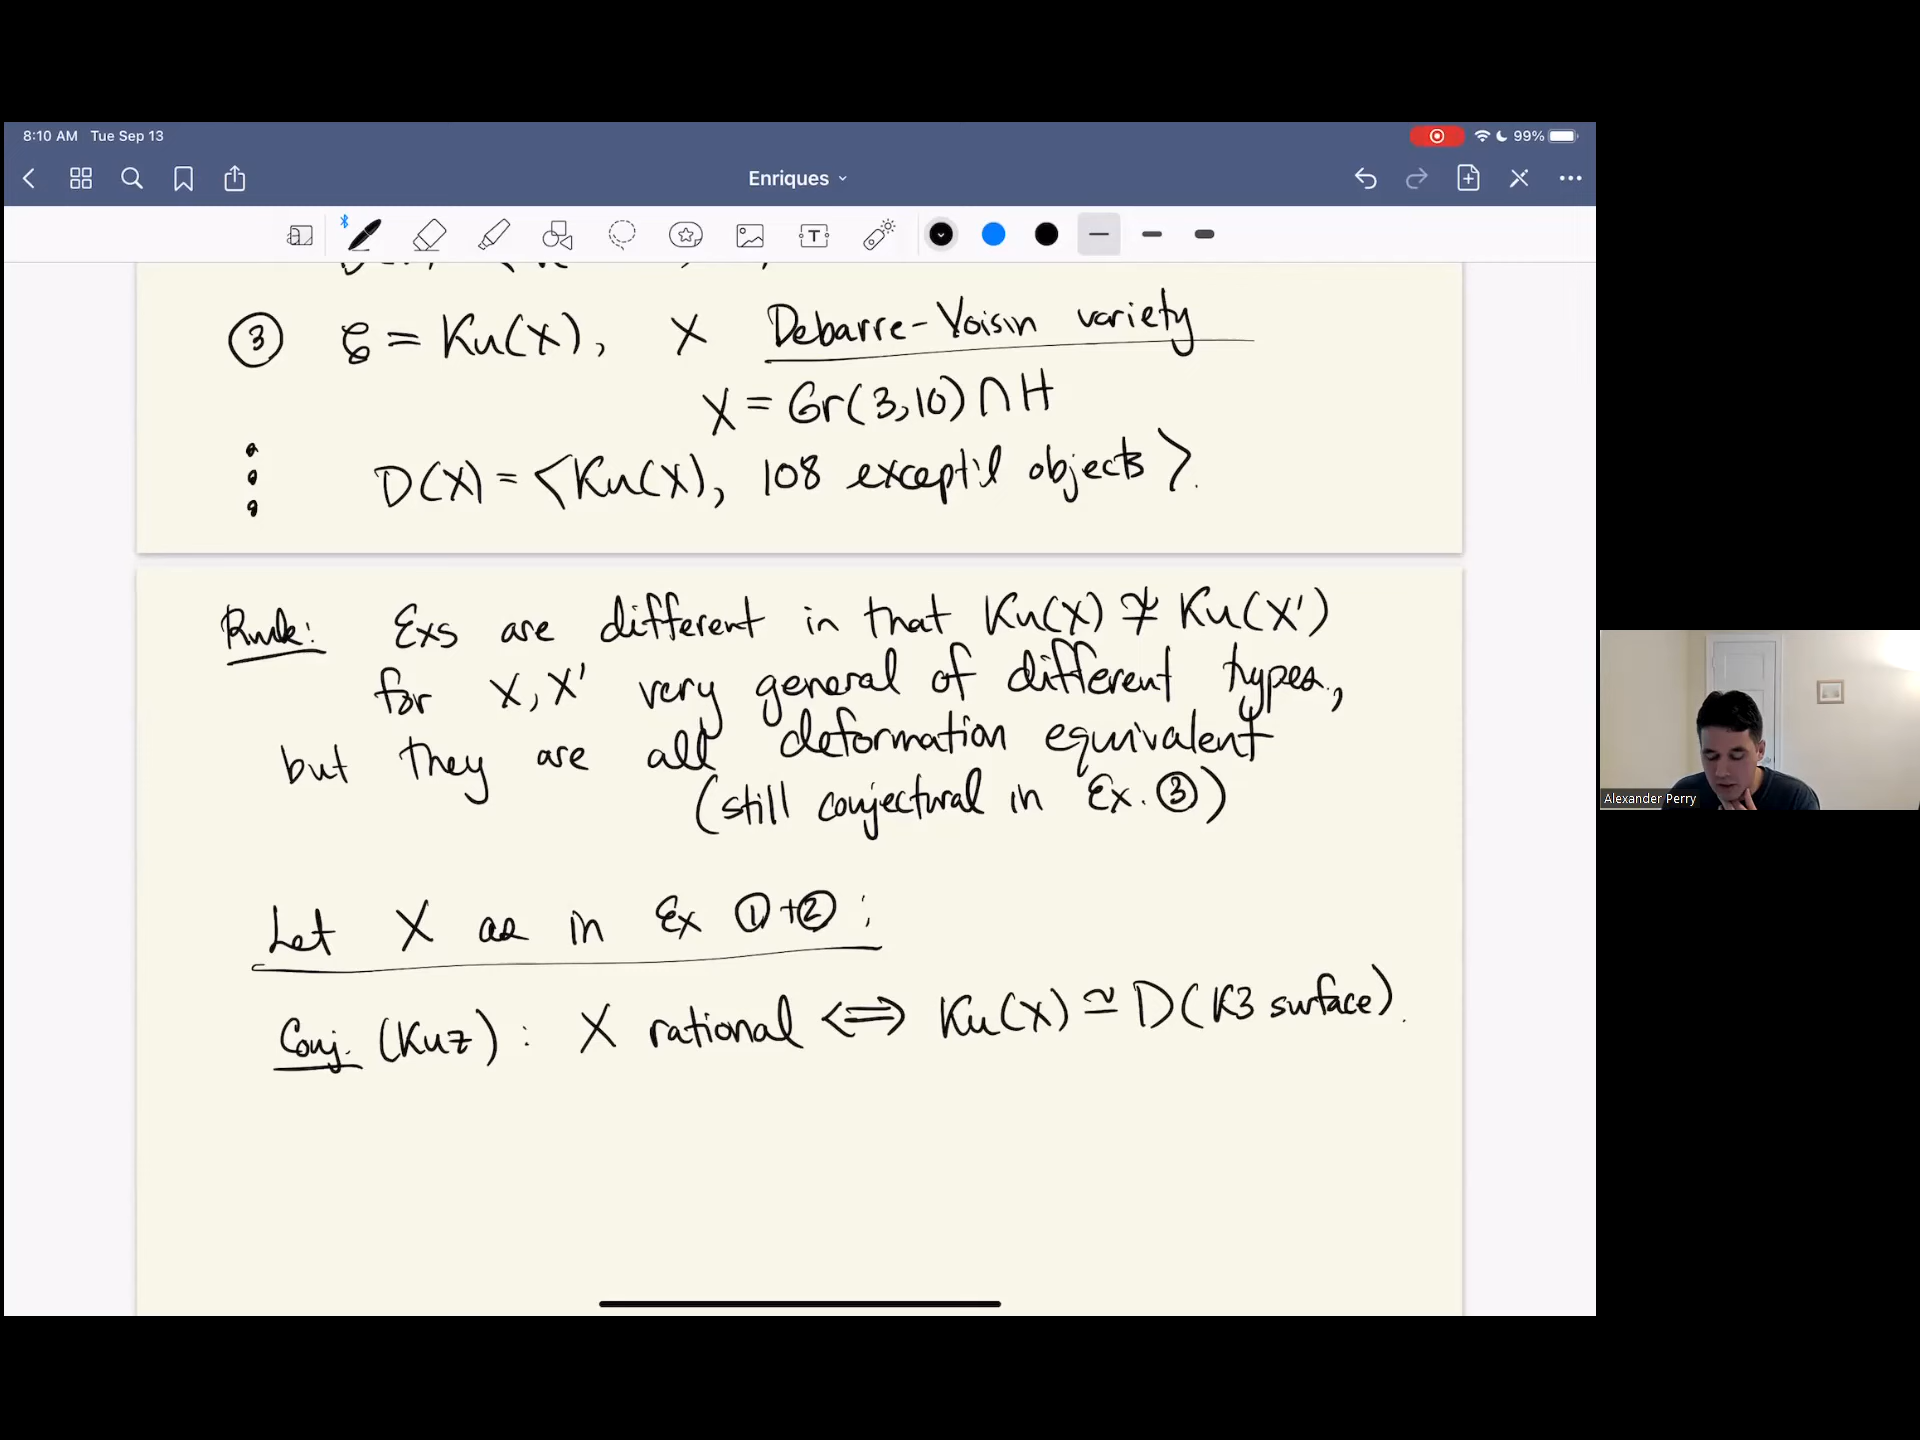 8:10 AM Tue Sep 13
99%
Enriques
③ 𝒞 = Ku(X), X Debarre-Voisin variety
X = Gr(3,10) ∩ H
D(X) = <Ku(X), 108 except'l objects>.
Rmk: Exs are different in that Ku(X) ≄ Ku(X')
for X, X' very general of different types,
but they are all deformation equivalent
(still conjectural in Ex. ③)
Let X as in Ex ①+②:
Conj. (Kuz): X rational ⟺ Ku(X) ≃ D(K3 surface).
Alexander Perry